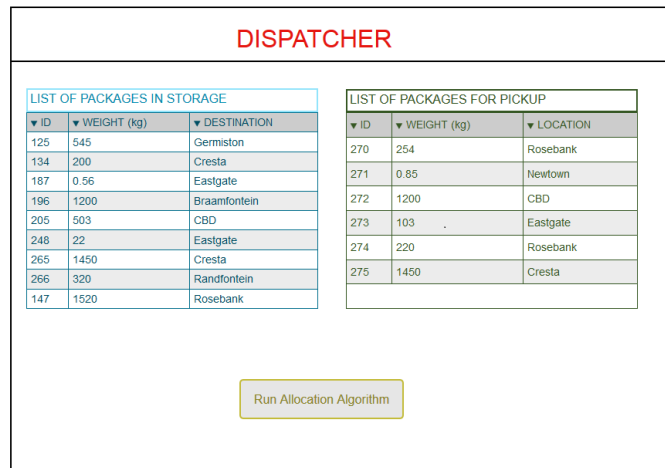 DISPATCHER
LIST OF PACKAGES IN STORAGE
▼ ID ▼ WEIGHT (kg) ▼ DESTINATION
125 545 Germiston
134 200 Cresta
187 0.56 Eastgate
196 1200 Braamfontein
205 503 CBD
248 22 Eastgate
265 1450 Cresta
266 320 Randfontein
147 1520 Rosebank
LIST OF PACKAGES FOR PICKUP
▼ ID ▼ WEIGHT (kg) ▼ LOCATION
270 254 Rosebank
271 0.85 Newtown
272 1200 CBD
273 103 . Eastgate
274 220 Rosebank
275 1450 Cresta
Run Allocation Algorithm